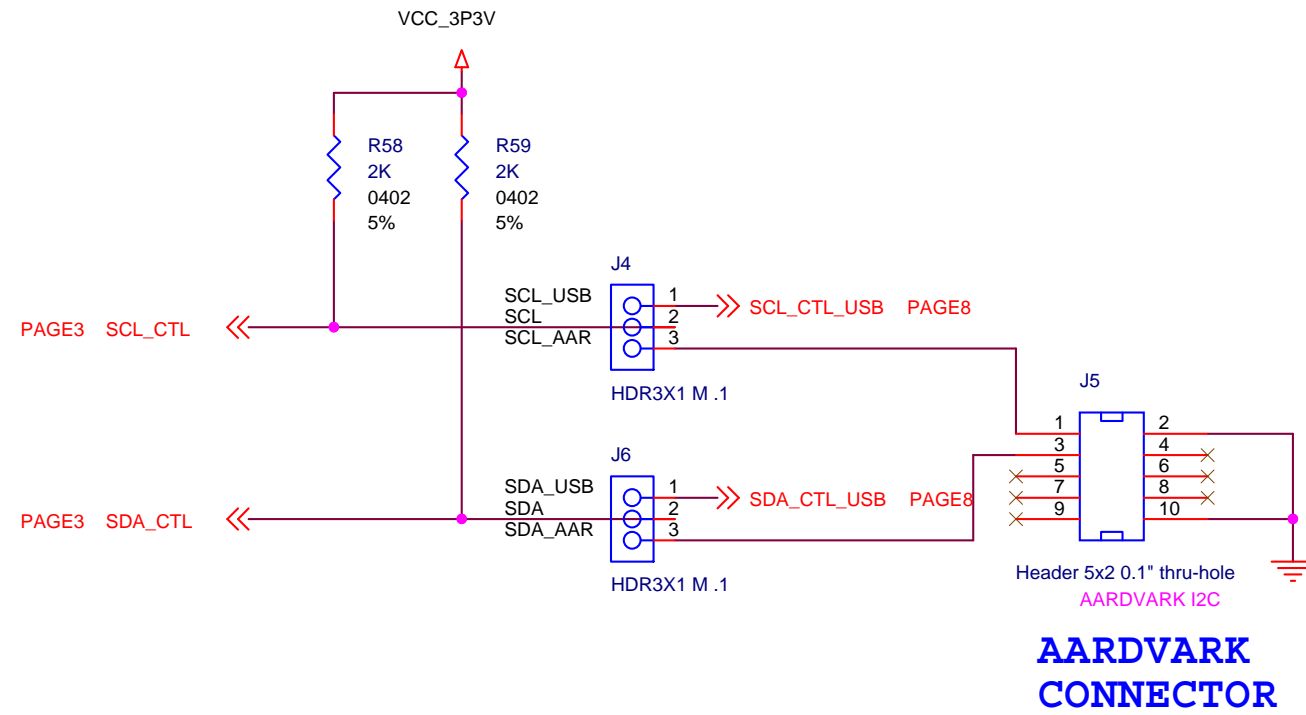 VCC_3P3V
R58
2K
0402
5%
R59
2K
0402
5%
J4
SCL_USB
SCL
SCL_AAR
1
2
3
SCL_CTL_USB PAGE8
PAGE3 SCL_CTL
HDR3X1 M .1
J5
1
3
5
7
9
2
4
6
8
10
J6
SDA_USB
SDA
SDA_AAR
1
2
3
SDA_CTL_USB PAGE8
PAGE3 SDA_CTL
HDR3X1 M .1
Header 5x2 0.1" thru-hole
AARDVARK I2C
AARDVARK
CONNECTOR